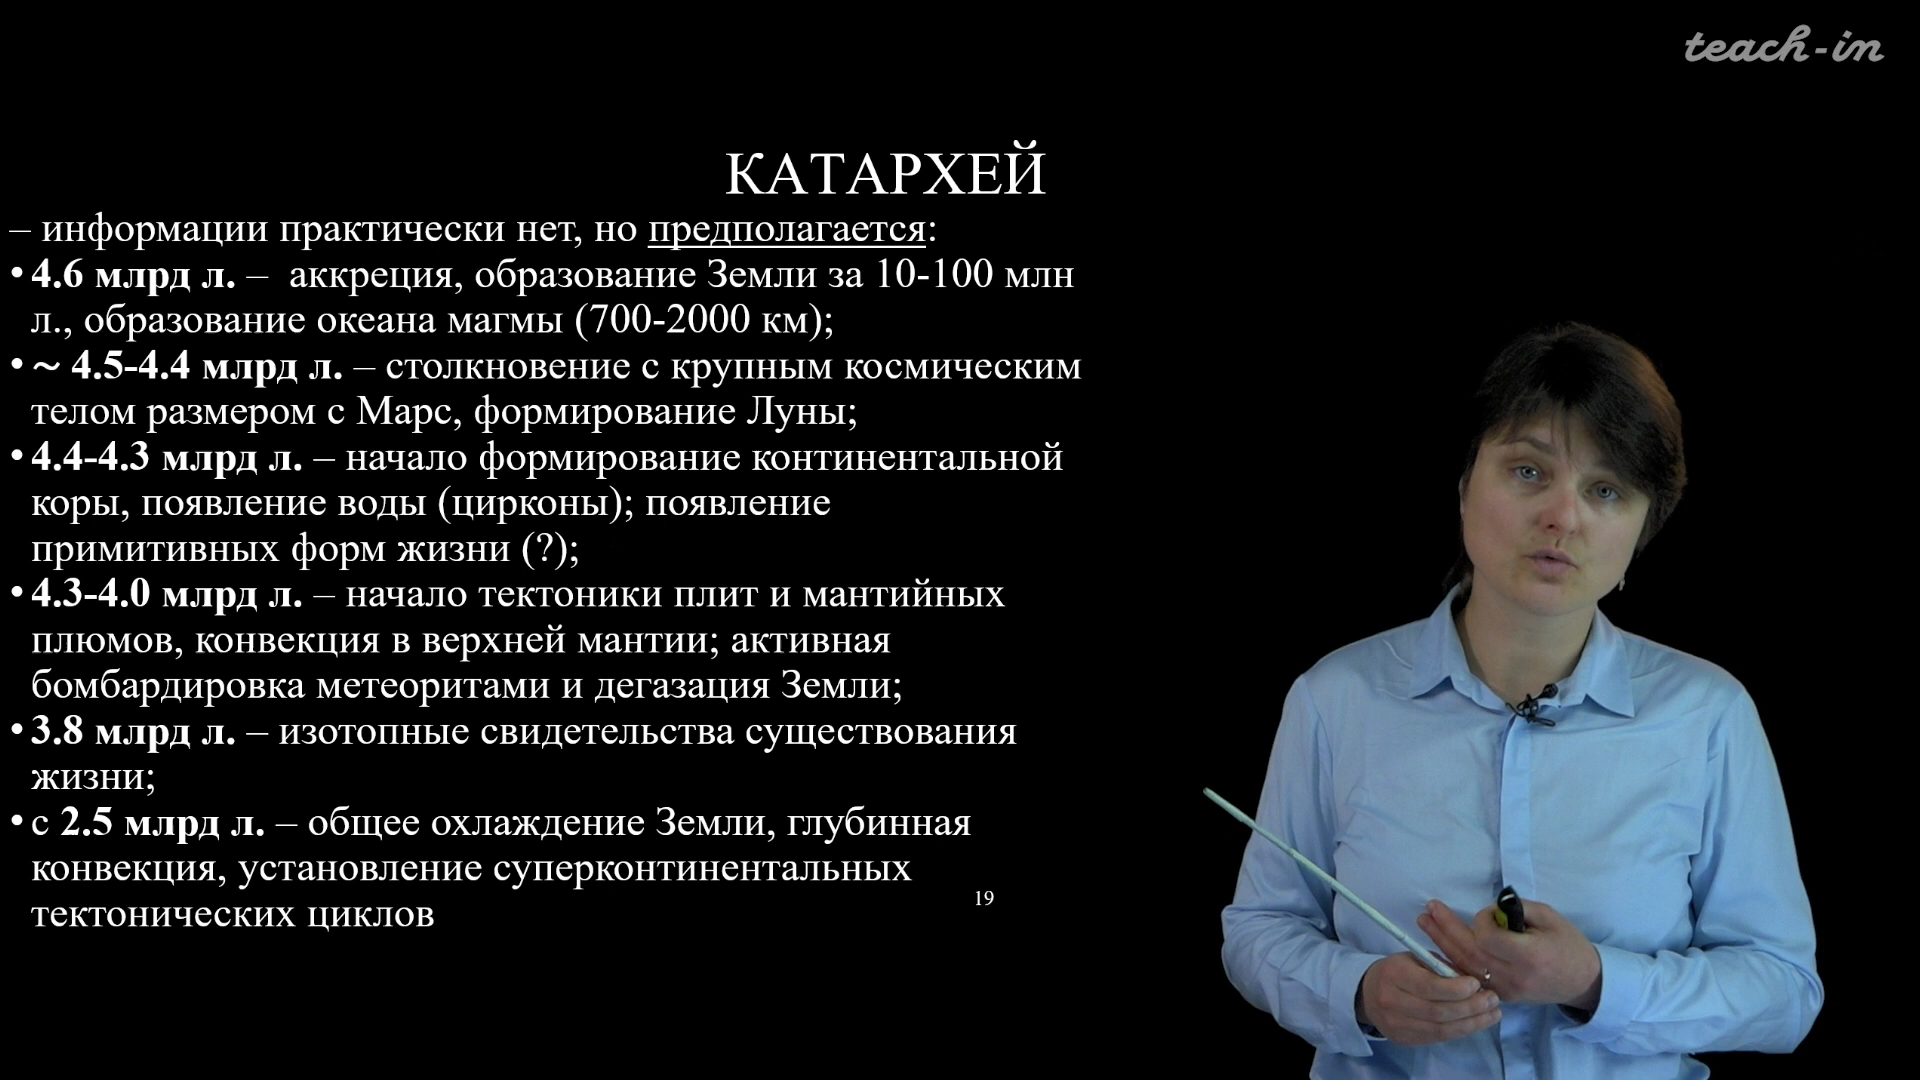 teach-in
КАТАРХЕЙ
– информации практически нет, но предполагается:
• 4.6 млрд л. – аккреция, образование Земли за 10-100 млн
л., образование океана магмы (700-2000 км);
• ~ 4.5-4.4 млрд л. – столкновение с крупным космическим
телом размером с Марс, формирование Луны;
• 4.4-4.3 млрд л. – начало формирование континентальной
коры, появление воды (цирконы); появление
примитивных форм жизни (?);
• 4.3-4.0 млрд л. – начало тектоники плит и мантийных
плюмов, конвекция в верхней мантии; активная
бомбардировка метеоритами и дегазация Земли;
• 3.8 млрд л. – изотопные свидетельства существования
жизни;
• с 2.5 млрд л. – общее охлаждение Земли, глубинная
конвекция, установление суперконтинентальных
тектонических циклов
19